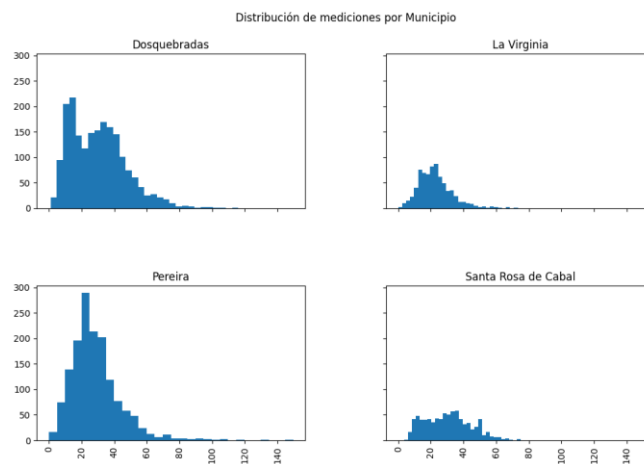 Distribución de mediciones por Municipio
Dosquebradas
La Virginia
300
250
200
150
100
50
0
Pereira
Santa Rosa de Cabal
300
250
200
150
100
50
0
0 20 40 60 80 100 120 140
0 20 40 60 80 100 120 140